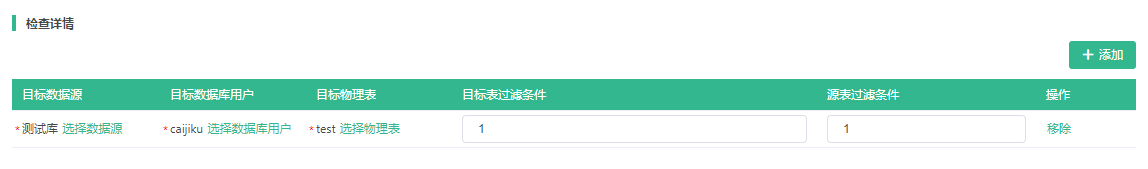 检查详情
+ 添加
目标数据源 目标数据库用户 目标物理表 目标表过滤条件 源表过滤条件 操作
*测试库 选择数据源 *caijiku 选择数据库用户 *test 选择物理表 1 1 移除